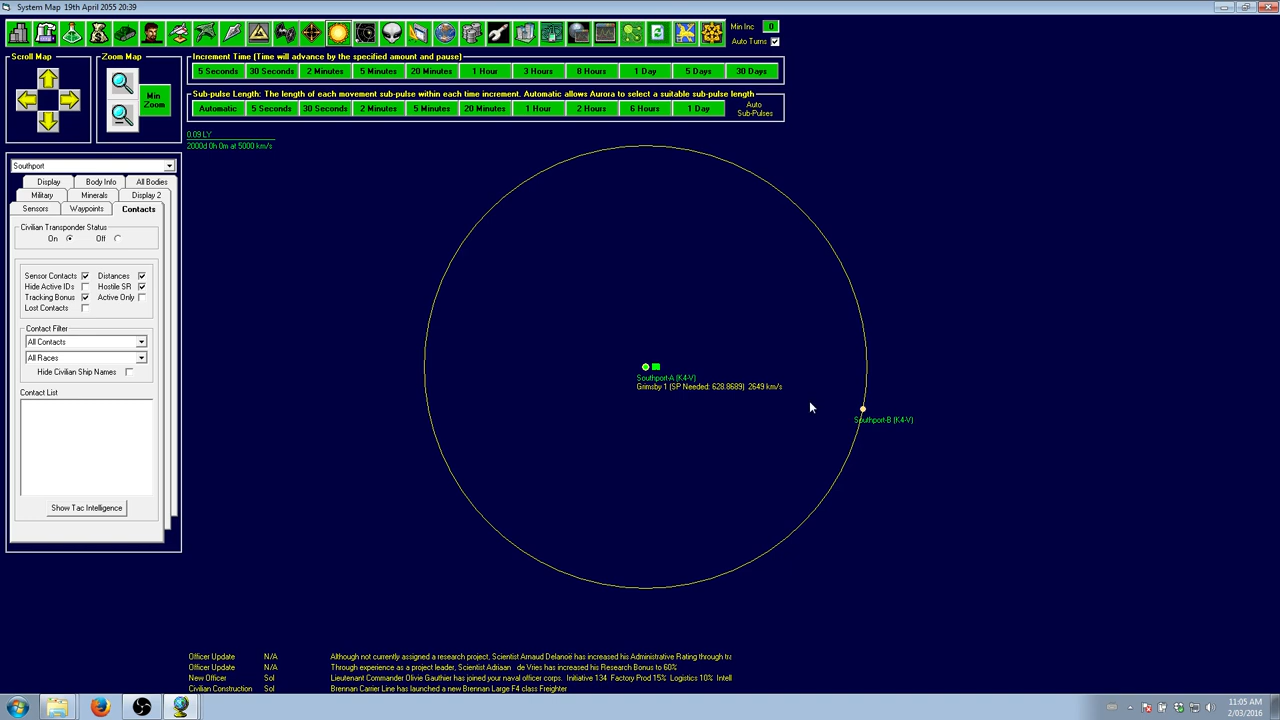 System Map 19th April 2055 20:39
Min Inc 0
Auto Turns
Scroll Map
Zoom Map
Min Zoom
Increment Time (Time will advance by the specified amount and pause)
5 Seconds 30 Seconds 2 Minutes 5 Minutes 20 Minutes 1 Hour 3 Hours 8 Hours 1 Day 5 Days 30 Days
Sub-pulse Length: The length of each movement sub-pulse within each time increment. Automatic allows Aurora to select a suitable sub-pulse length
Automatic 5 Seconds 30 Seconds 2 Minutes 5 Minutes 20 Minutes 1 Hour 2 Hours 6 Hours 1 Day
Auto Sub-Pulses
0.09 LY
2000d 0h 0m at 5000 km/s
Southport
Display Body Info All Bodies
Military Minerals Display 2
Sensors Waypoints Contacts
Civilian Transponder Status
On Off
Sensor Contacts Distances
Hide Active IDs Hostile SR
Tracking Bonus Active Only
Lost Contacts
Contact Filter
All Contacts
All Races
Hide Civilian Ship Names
Contact List
Show Tac Intelligence
Southport-A (K4-V)
Grimsby 1 (SP Needed: 628.8689) 2649 km/s
Southport-B (K4-V)
Officer Update N/A Although not currently assigned a research project, Scientist Arnaud Delanoë has increased his Administrative Rating through tra
Officer Update N/A Through experience as a project leader, Scientist Adriaan de Vries has increased his Research Bonus to 60%
New Officer Sol Lieutenant Commander Olivie Gauthier has joined your naval officer corps. Initiative 134 Factory Prod 15% Logistics 10% Intell
Civilian Construction Sol Brennan Carrier Line has launched a new Brennan Large F4 class Freighter
11:05 AM
2/03/2016